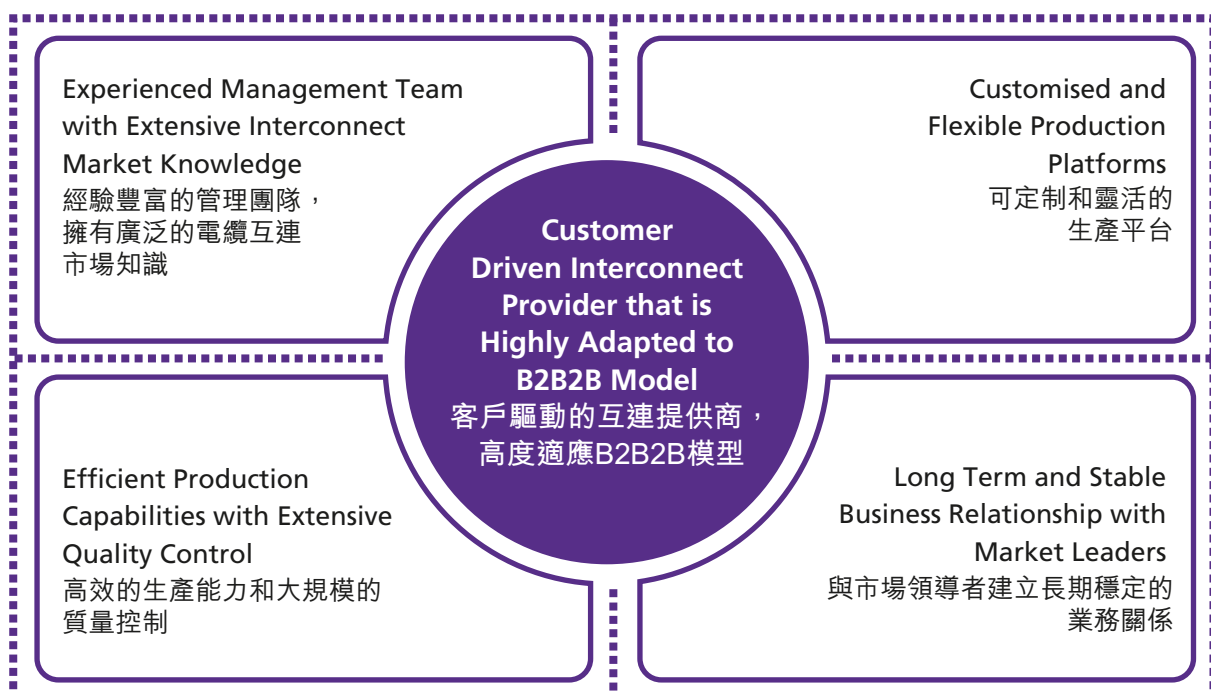 Experienced Management Team
with Extensive Interconnect
Market Knowledge
經驗豐富的管理團隊，
擁有廣泛的電纜互連
市場知識
Customised and
Flexible Production
Platforms
可定制和靈活的
生產平台
Customer
Driven Interconnect
Provider that is
Highly Adapted to
B2B2B Model
客戶驅動的互連提供商，
高度適應B2B2B模型
Efficient Production
Capabilities with Extensive
Quality Control
高效的生產能力和大規模的
質量控制
Long Term and Stable
Business Relationship with
Market Leaders
與市場領導者建立長期穩定的
業務關係